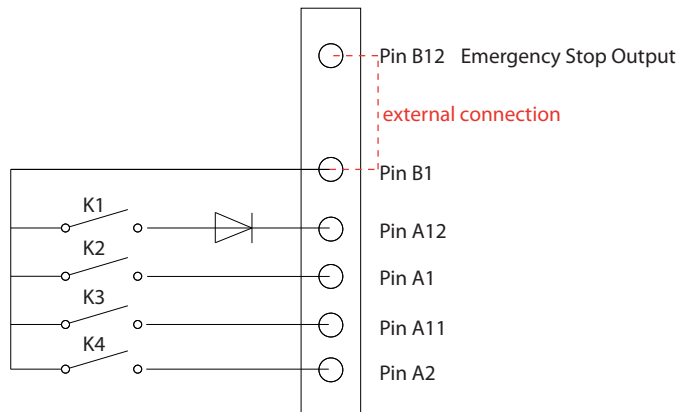 Pin B12 Emergency Stop Output
external connection
Pin B1
K1
Pin A12
K2
Pin A1
K3
Pin A11
K4
Pin A2